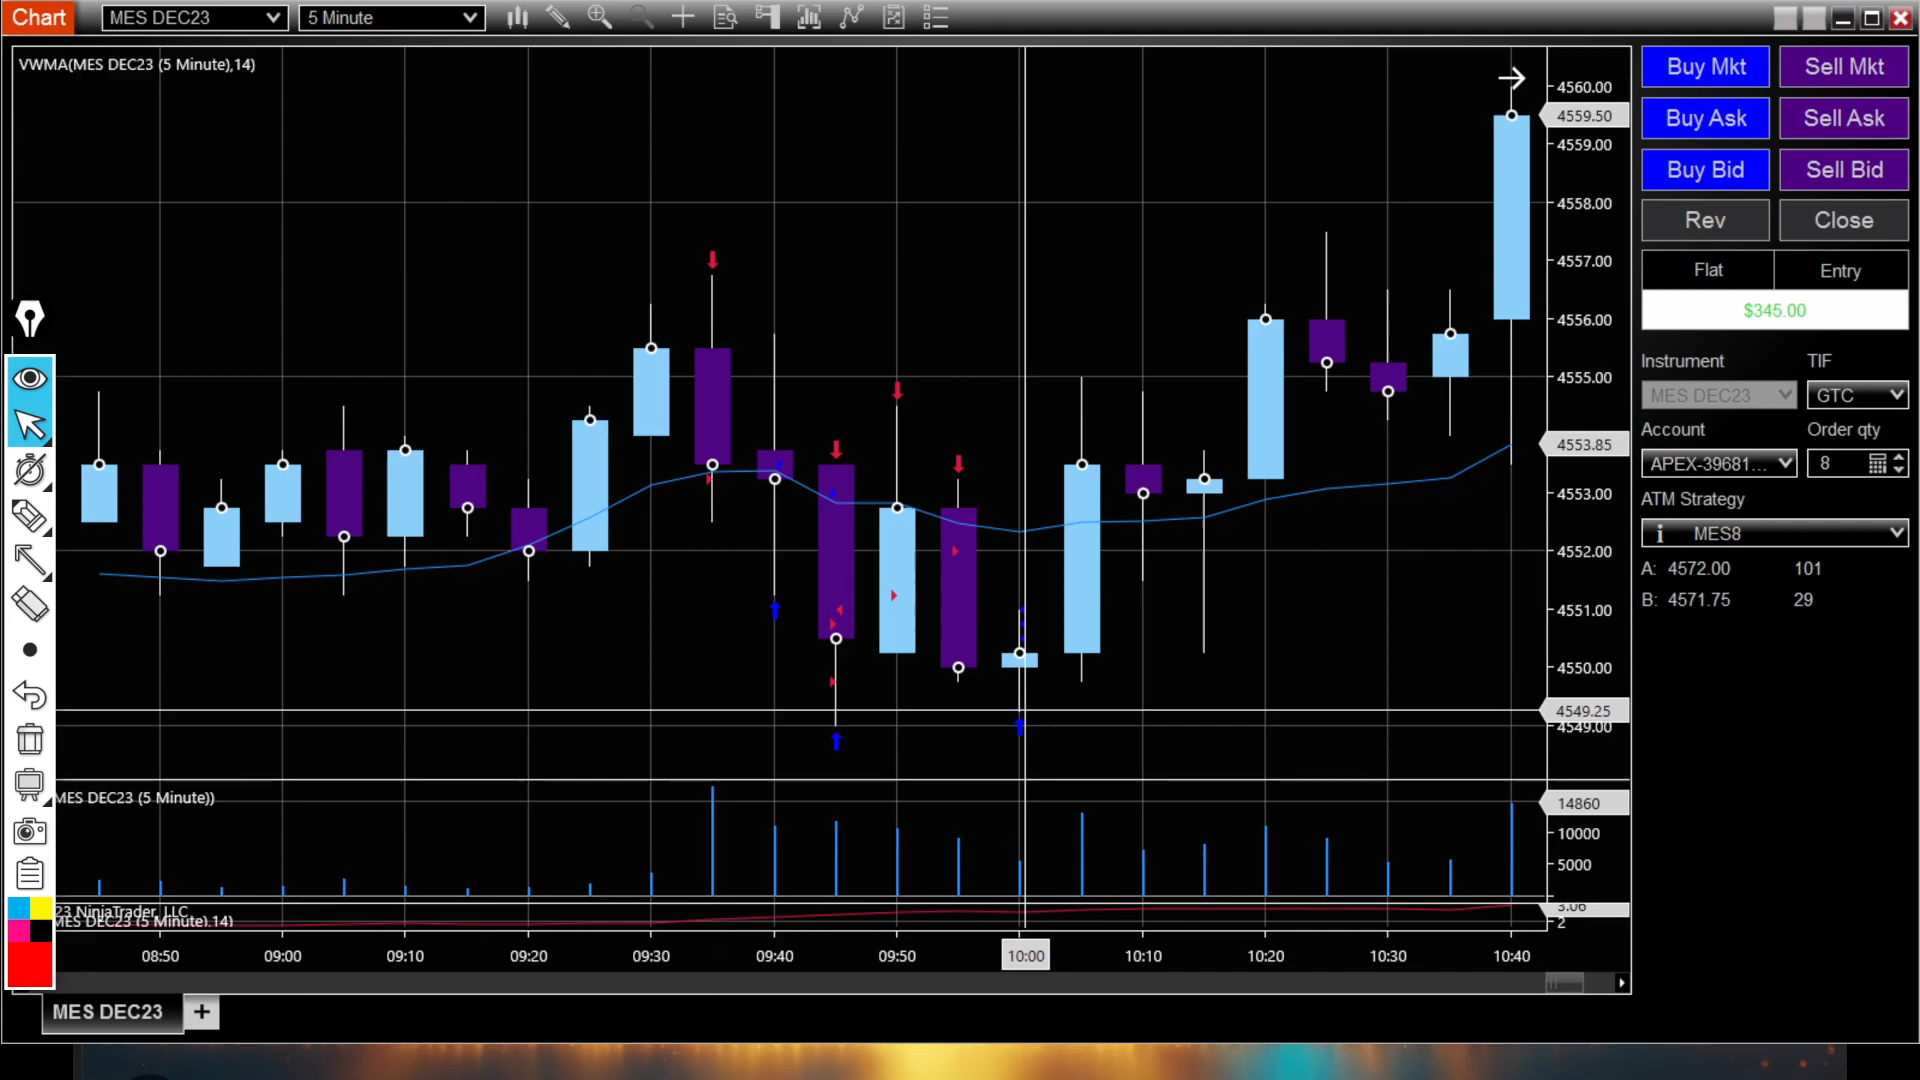 Chart MES DEC23 5 Minute
VWMA(MES DEC23 (5 Minute),14)
4560.00
4559.50
4559.00
4558.00
4557.00
4556.00
4555.00
4553.85
4553.00
4552.00
4551.00
4550.00
4549.25
4549.00
MES DEC23 (5 Minute))
14860
10000
5000
23 NinjaTrader, LLC
MES DEC23 (5 Minute),14)
3.06
2
08:50 09:00 09:10 09:20 09:30 09:40 09:50 10:00 10:10 10:20 10:30 10:40
MES DEC23 +
Buy Mkt Sell Mkt
Buy Ask Sell Ask
Buy Bid Sell Bid
Rev Close
Flat Entry
$345.00
Instrument TIF
MES DEC23 GTC
Account Order qty
APEX-39681... 8
ATM Strategy
i MES8
A: 4572.00 101
B: 4571.75 29